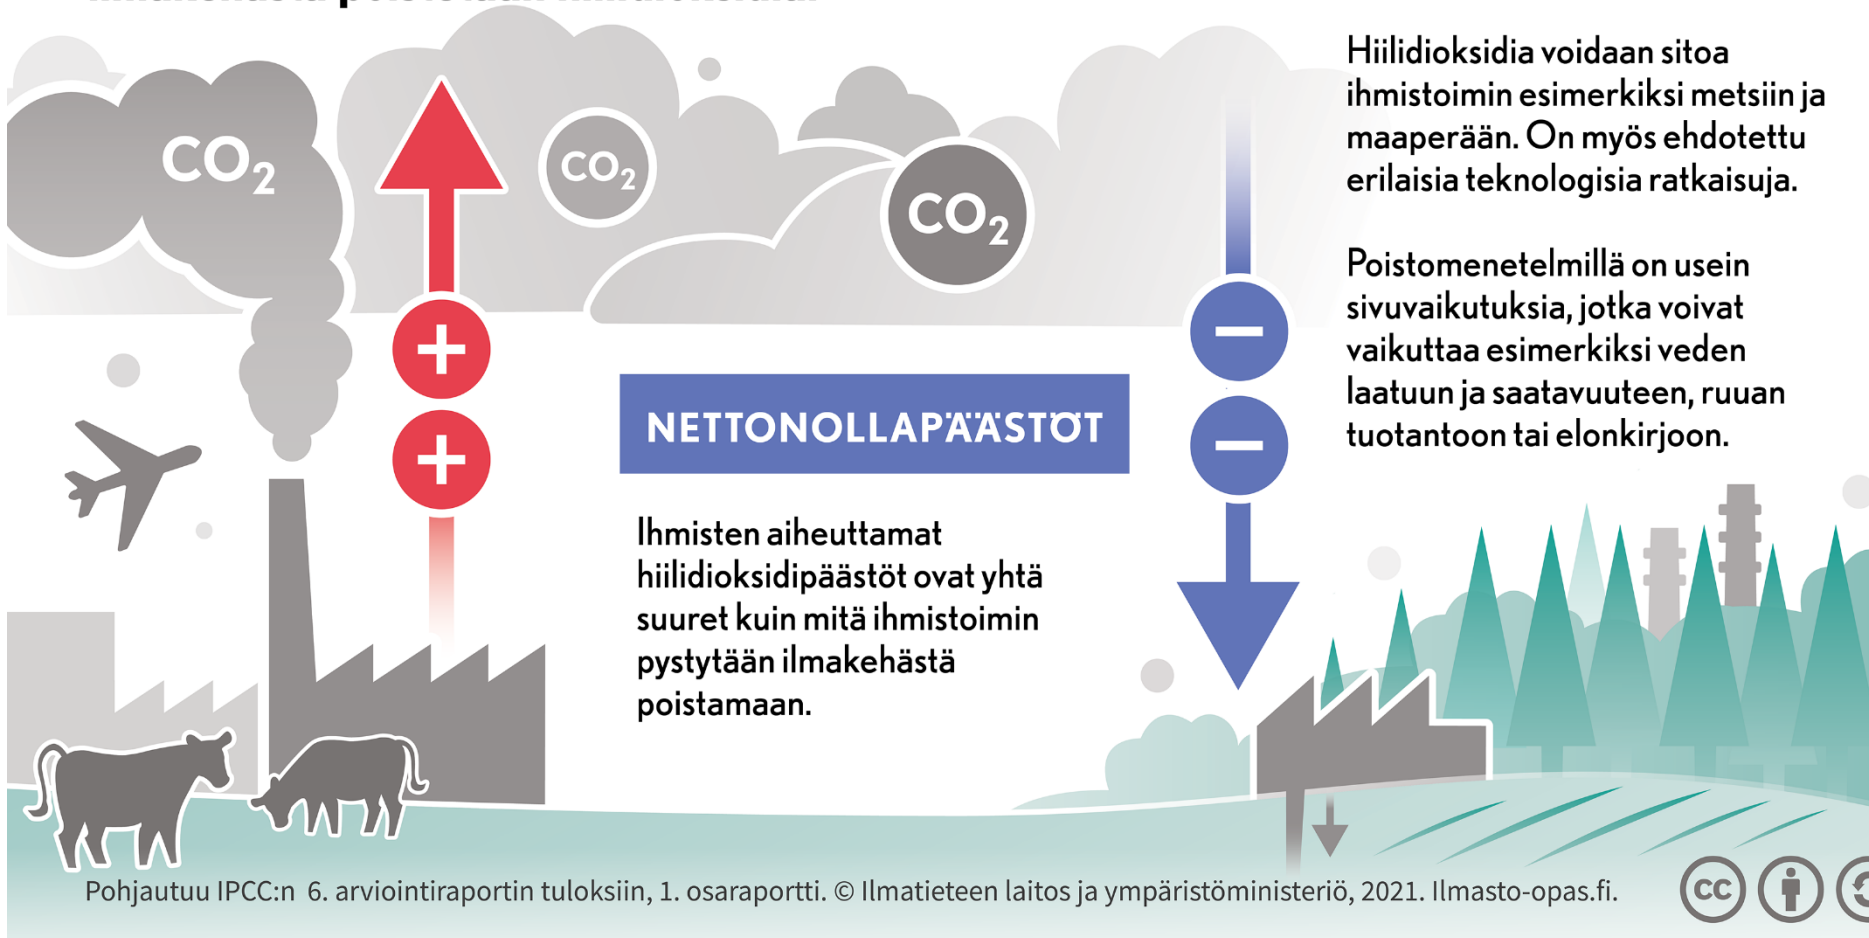 CO₂
CO₂
CO₂
Hiilidioksidia voidaan sitoa
ihmistoimin esimerkiksi metsiin ja
maaperään. On myös ehdotettu
erilaisia teknologisia ratkaisuja.
Poistomenetelmillä on usein
sivuvaikutuksia, jotka voivat
vaikuttaa esimerkiksi veden
laatuun ja saatavuuteen, ruuan
tuotantoon tai elonkirjoon.
NETTONOLLAPÄÄSTÖT
Ihmisten aiheuttamat
hiilidioksidipäästöt ovat yhtä
suuret kuin mitä ihmistoimin
pystytään ilmakehästä
poistamaan.
Pohjautuu IPCC:n 6. arviointiraportin tuloksiin, 1. osaraportti. © Ilmatieteen laitos ja ympäristöministeriö, 2021. Ilmasto-opas.fi.
cc